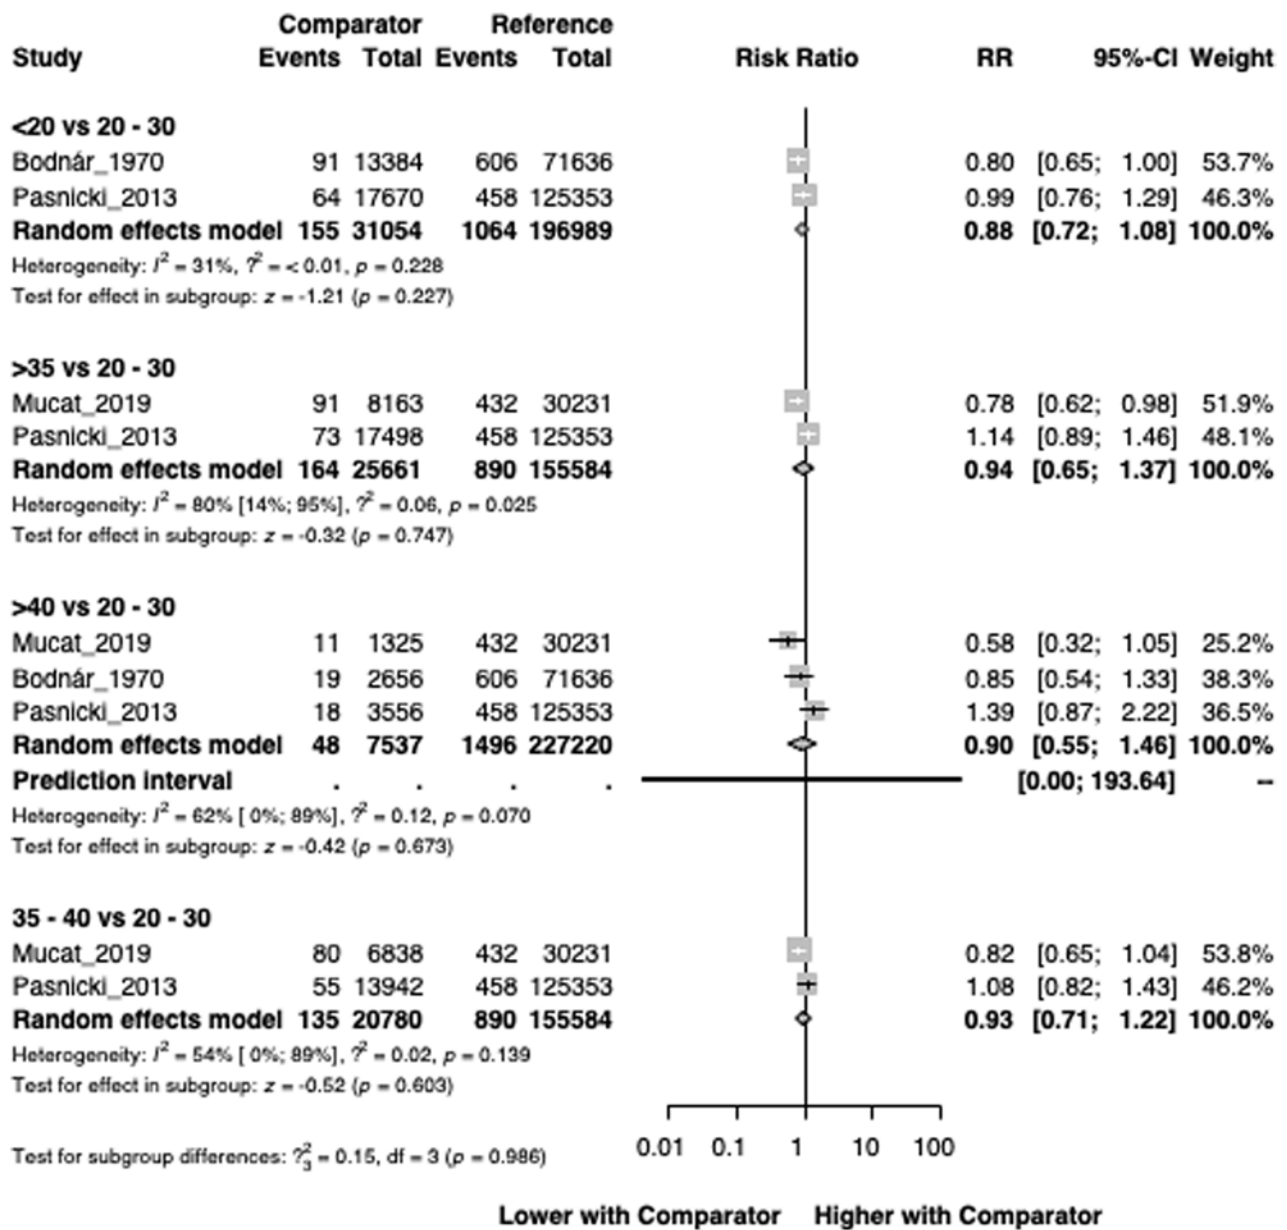 Comparator Reference
Study Events Total Events Total Risk Ratio RR 95%-CI Weight
<20 vs 20 - 30
Bodnár_1970 91 13384 606 71636 0.80 [0.65; 1.00] 53.7%
Pasnicki_2013 64 17670 458 125353 0.99 [0.76; 1.29] 46.3%
Random effects model 155 31054 1064 196989 0.88 [0.72; 1.08] 100.0%
Heterogeneity: I² = 31%, ?² = < 0.01, p = 0.228
Test for effect in subgroup: z = -1.21 (p = 0.227)
>35 vs 20 - 30
Mucat_2019 91 8163 432 30231 0.78 [0.62; 0.98] 51.9%
Pasnicki_2013 73 17498 458 125353 1.14 [0.89; 1.46] 48.1%
Random effects model 164 25661 890 155584 0.94 [0.65; 1.37] 100.0%
Heterogeneity: I² = 80% [14%; 95%], ?² = 0.06, p = 0.025
Test for effect in subgroup: z = -0.32 (p = 0.747)
>40 vs 20 - 30
Mucat_2019 11 1325 432 30231 0.58 [0.32; 1.05] 25.2%
Bodnár_1970 19 2656 606 71636 0.85 [0.54; 1.33] 38.3%
Pasnicki_2013 18 3556 458 125353 1.39 [0.87; 2.22] 36.5%
Random effects model 48 7537 1496 227220 0.90 [0.55; 1.46] 100.0%
Prediction interval . . . . [0.00; 193.64] --
Heterogeneity: I² = 62% [ 0%; 89%], ?² = 0.12, p = 0.070
Test for effect in subgroup: z = -0.42 (p = 0.673)
35 - 40 vs 20 - 30
Mucat_2019 80 6838 432 30231 0.82 [0.65; 1.04] 53.8%
Pasnicki_2013 55 13942 458 125353 1.08 [0.82; 1.43] 46.2%
Random effects model 135 20780 890 155584 0.93 [0.71; 1.22] 100.0%
Heterogeneity: I² = 54% [ 0%; 89%], ?² = 0.02, p = 0.139
Test for effect in subgroup: z = -0.52 (p = 0.603)
0.01 0.1 1 10 100
Test for subgroup differences: ?²₃ = 0.15, df = 3 (p = 0.986)
Lower with Comparator Higher with Comparator